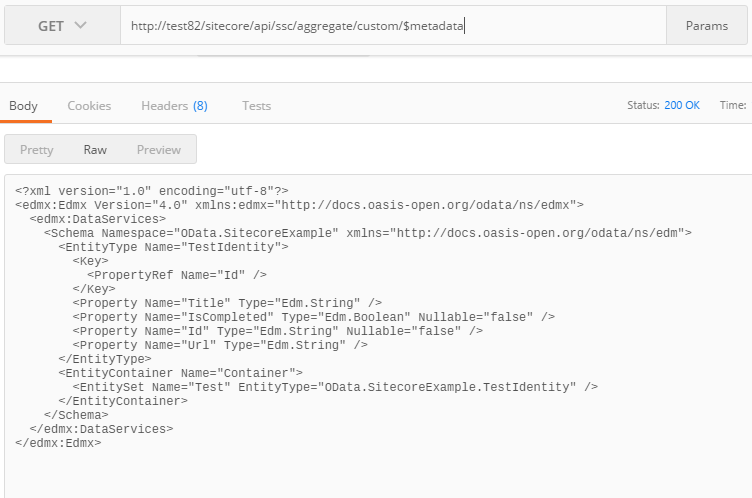 GET http://test82/sitecore/api/ssc/aggregate/custom/$metadata Params
Body Cookies Headers (8) Tests Status: 200 OK Time:
Pretty Raw Preview
<?xml version="1.0" encoding="utf-8"?>
<edmx:Edmx Version="4.0" xmlns:edmx="http://docs.oasis-open.org/odata/ns/edmx">
  <edmx:DataServices>
    <Schema Namespace="OData.SitecoreExample" xmlns="http://docs.oasis-open.org/odata/ns/edm">
      <EntityType Name="TestIdentity">
        <Key>
          <PropertyRef Name="Id" />
        </Key>
        <Property Name="Title" Type="Edm.String" />
        <Property Name="IsCompleted" Type="Edm.Boolean" Nullable="false" />
        <Property Name="Id" Type="Edm.String" Nullable="false" />
        <Property Name="Url" Type="Edm.String" />
      </EntityType>
      <EntityContainer Name="Container">
        <EntitySet Name="Test" EntityType="OData.SitecoreExample.TestIdentity" />
      </EntityContainer>
    </Schema>
  </edmx:DataServices>
</edmx:Edmx>